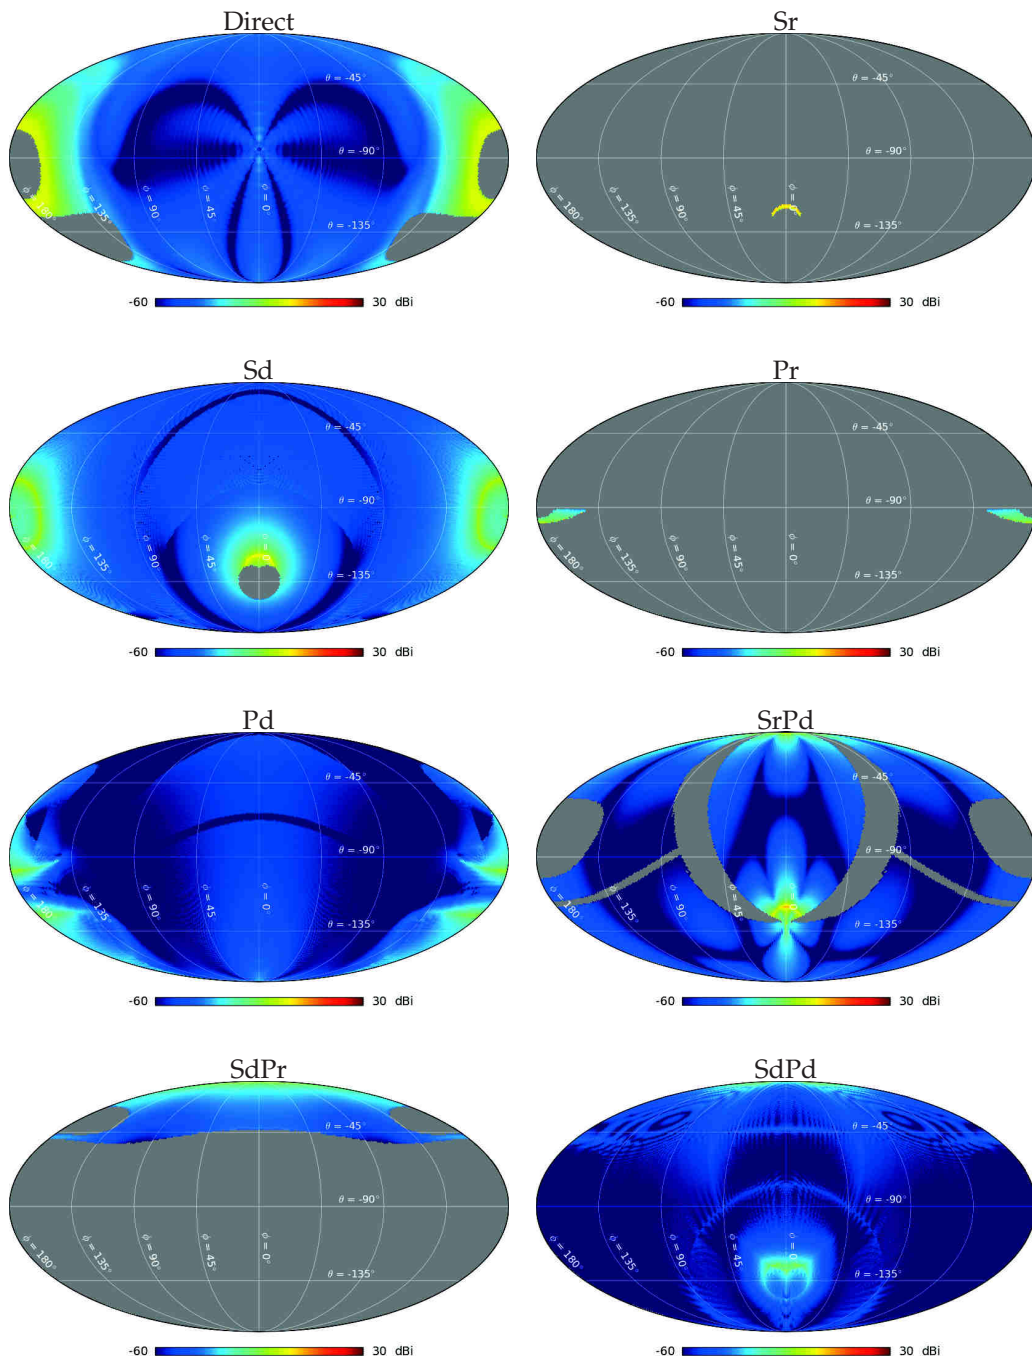 Direct
θ = -45°
θ = -90°
θ = -135°
ϕ = 180°
ϕ = 135°
ϕ = 90
ϕ = 45
ϕ = 0°
-60 30 dBi
Sr
θ = -45°
θ = -90°
θ = -135°
ϕ = 180°
ϕ = 135°
ϕ = 90°
ϕ = 45°
-60 30 dBi
Sd
θ = -45°
θ = -90°
θ = -135°
ϕ = 180°
ϕ = 135°
ϕ = 90°
ϕ = 45°
-60 30 dBi
Pr
θ = -45°
θ = -90°
θ = -135°
ϕ = 180°
ϕ = 135°
ϕ = 90°
ϕ = 45°
ϕ = 0°
-60 30 dBi
Pd
θ = -45°
θ = -90°
θ = -135°
ϕ = 180°
ϕ = 135°
ϕ = 90°
ϕ = 45
ϕ = 0°
-60 30 dBi
SrPd
θ = -45°
θ = -90°
θ = -135°
ϕ = 180
ϕ = 135°
ϕ = 90°
ϕ = 45°
-60 30 dBi
SdPr
θ = -45°
θ = -90°
θ = -135°
ϕ = 180°
ϕ = 135°
ϕ = 90°
ϕ = 45°
ϕ = 0°
-60 30 dBi
SdPd
θ = -45
θ = -90°
θ = -135°
ϕ = 180°
ϕ = 135°
ϕ = 90°
ϕ = 45°
-60 30 dBi